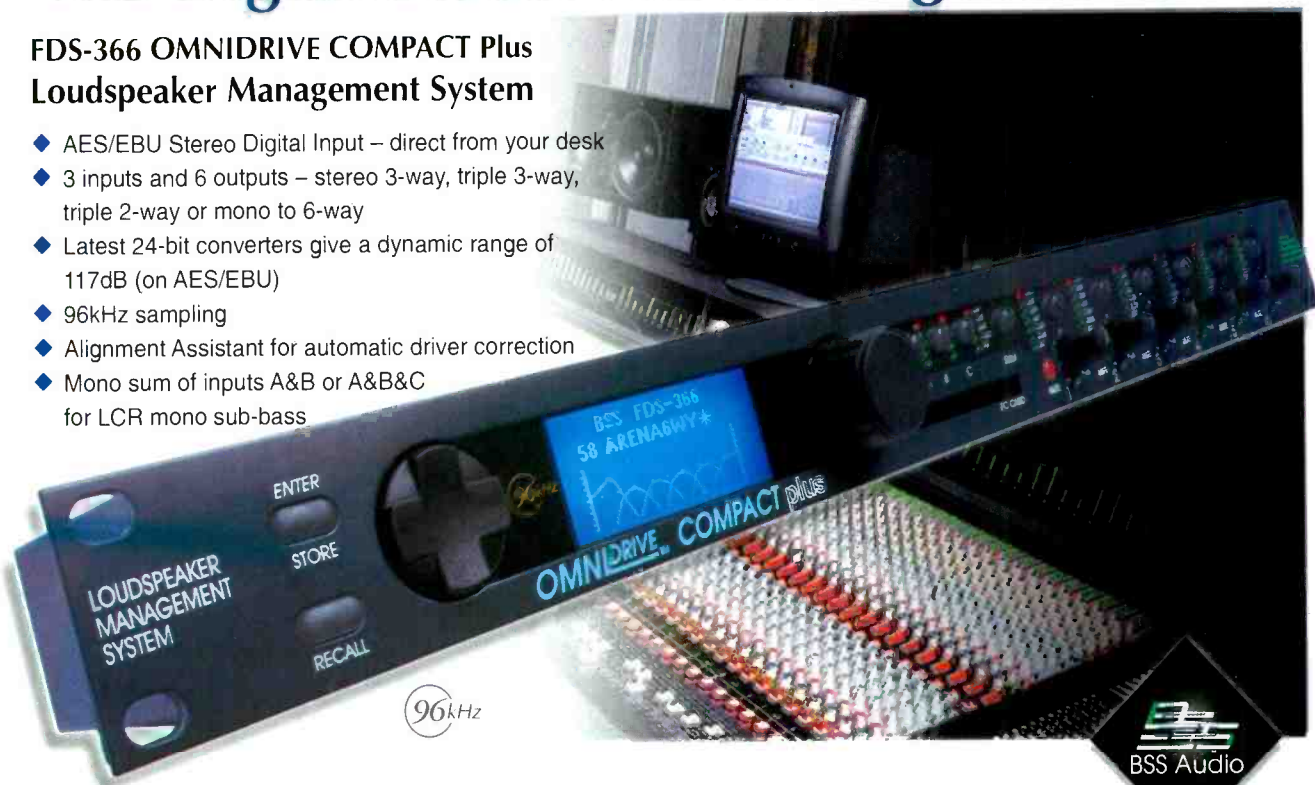 FDS-366 OMNIDRIVE COMPACT Plus
Loudspeaker Management System
◆ AES/EBU Stereo Digital Input – direct from your desk
◆ 3 inputs and 6 outputs – stereo 3-way, triple 3-way,
triple 2-way or mono to 6-way
◆ Latest 24-bit converters give a dynamic range of
117dB (on AES/EBU)
◆ 96kHz sampling
◆ Alignment Assistant for automatic driver correction
◆ Mono sum of inputs A&B or A&B&C
for LCR mono sub-bass
BSS FDS-366
58 ARENA6WY*
ENTER
STORE
RECALL
LOUDSPEAKER
MANAGEMENT
SYSTEM
96kHz
OMNIDRIVE COMPACT plus
PC CARD
96kHz
BSS Audio